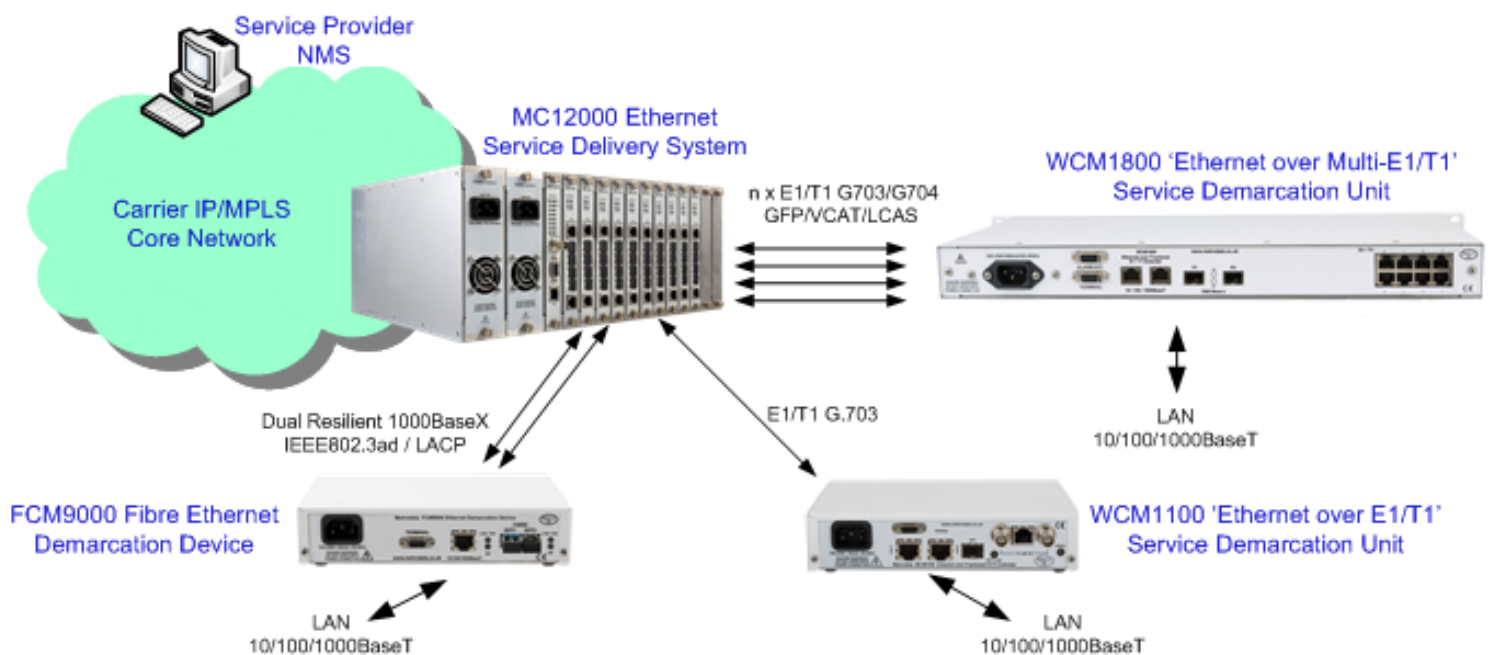 Service Provider
NMS
MC12000 Ethernet
Service Delivery System
Carrier IP/MPLS
Core Network
n x E1/T1 G703/G704
GFP/VCAT/LCAS
WCM1800 ‘Ethernet over Multi-E1/T1’
Service Demarcation Unit
Dual Resilient 1000BaseX
IEEE802.3ad / LACP
E1/T1 G.703
LAN
10/100/1000BaseT
FCM9000 Fibre Ethernet
Demarcation Device
WCM1100 'Ethernet over E1/T1’
Service Demarcation Unit
LAN
10/100/1000BaseT
LAN
10/100/1000BaseT